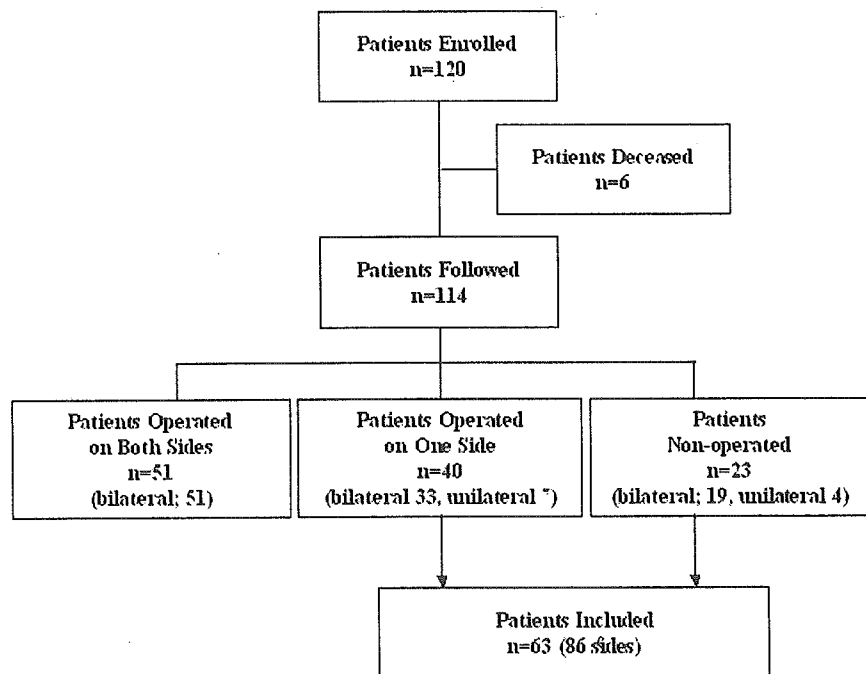 Patients Enrolled
n=120
Patients Deceased
n=6
Patients Followed
n=114
Patients Operated
on Both Sides
n=51
(bilateral; 51)
Patients Operated
on One Side
n=40
(bilateral 33, unilateral )
Patients
Non-operated
n=23
(bilateral; 19, unilateral 4)
Patients Included
n=63 (86 sides)